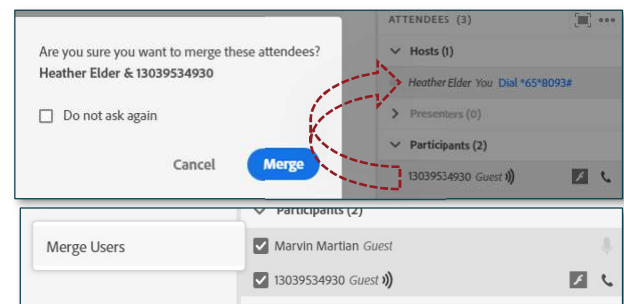 ATTENDEES (3)
Are you sure you want to merge these attendees?
Heather Elder & 13039534930
Do not ask again
Cancel
Merge
Hosts (1)
Heather Elder You Dial *65*8093#
Presenters (0)
Participants (2)
13039534930 Guest
Participants (2)
Merge Users
Marvin Martian Guest
13039534930 Guest